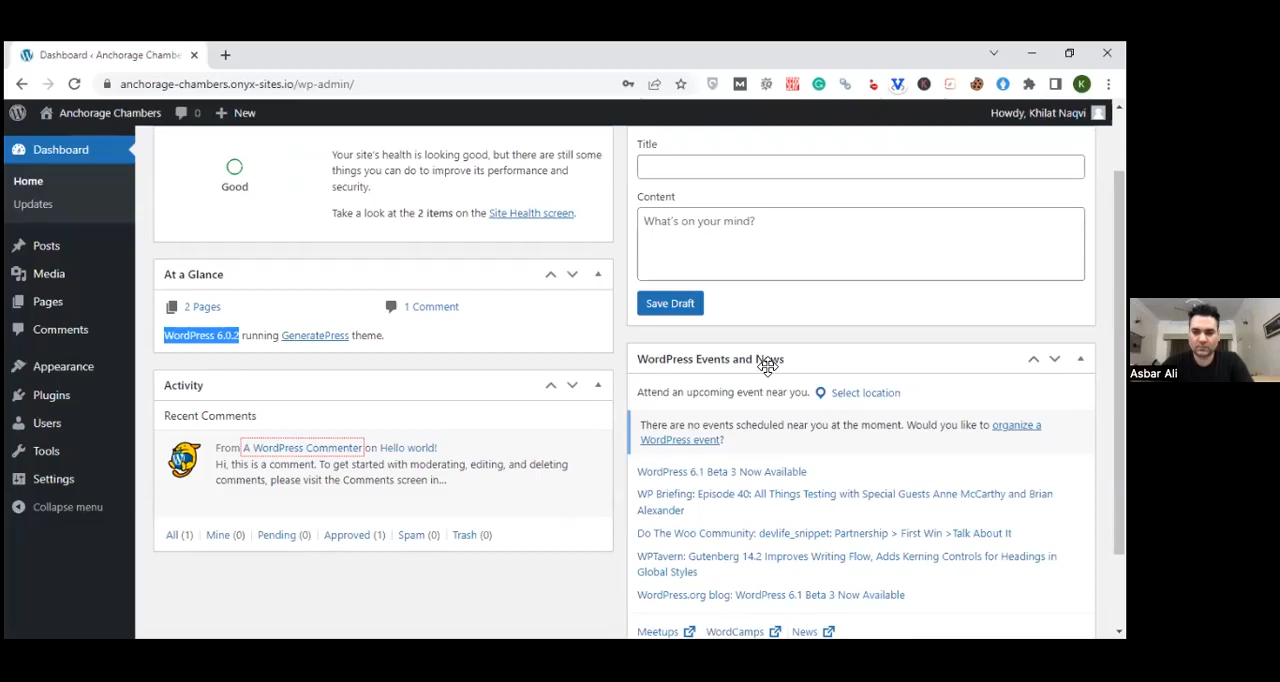 Dashboard ‹ Anchorage Chambe
anchorage-chambers.onyx-sites.io/wp-admin/
Anchorage Chambers 0 New Howdy, Khilat Naqvi
Dashboard
Home
Updates
Posts
Media
Pages
Comments
Appearance
Plugins
Users
Tools
Settings
Collapse menu
Good
Your site's health is looking good, but there are still some
things you can do to improve its performance and
security.
Take a look at the 2 items on the Site Health screen.
At a Glance
2 Pages 1 Comment
WordPress 6.0.2 running GeneratePress theme.
Activity
Recent Comments
From A WordPress Commenter on Hello world!
Hi, this is a comment. To get started with moderating, editing, and deleting
comments, please visit the Comments screen in...
All (1) Mine (0) Pending (0) Approved (1) Spam (0) Trash (0)
Title
Content
What's on your mind?
Save Draft
WordPress Events and News
Attend an upcoming event near you. Select location
There are no events scheduled near you at the moment. Would you like to organize a
WordPress event?
WordPress 6.1 Beta 3 Now Available
WP Briefing: Episode 40: All Things Testing with Special Guests Anne McCarthy and Brian
Alexander
Do The Woo Community: devlife_snippet: Partnership > First Win >Talk About It
WPTavern: Gutenberg 14.2 Improves Writing Flow, Adds Kerning Controls for Headings in
Global Styles
WordPress.org blog: WordPress 6.1 Beta 3 Now Available
Meetups WordCamps News
Asbar Ali